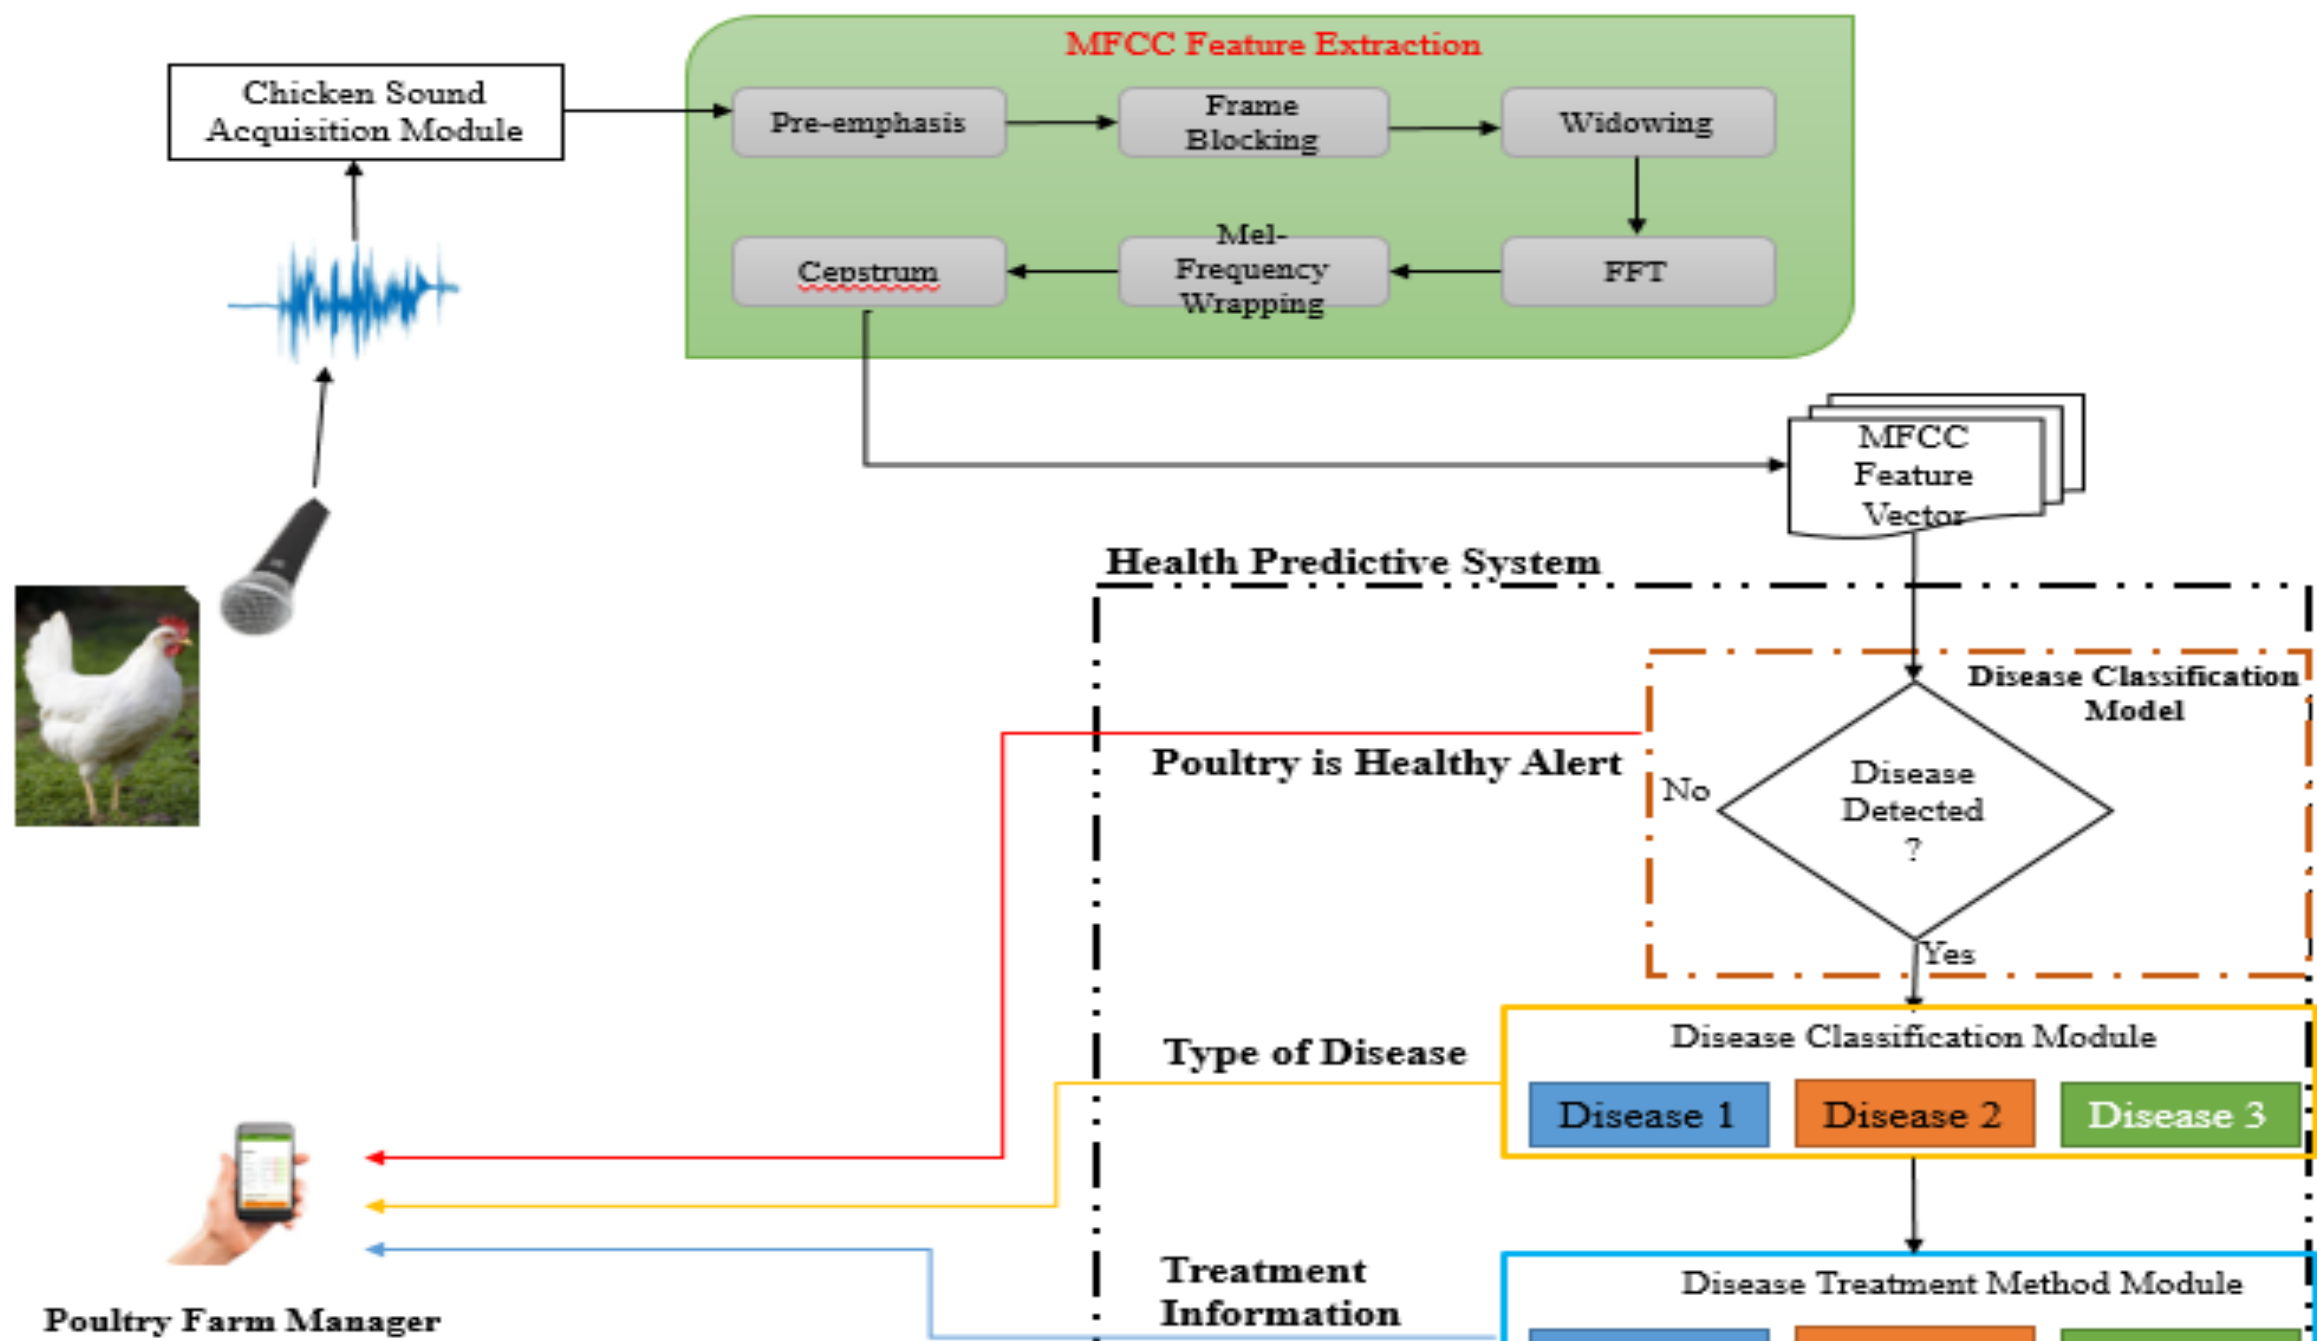 MFCC Feature Extraction
Chicken Sound
Acquisition Module
Pre-emphasis
Frame
Blocking
Widowing
Cepstrum
Mel-
Frequency
Wrapping
FFT
MFCC
Feature
Vector
Health Predictive System
Disease Classification
Model
Poultry is Healthy Alert
No
Disease
Detected
?
Yes
Type of Disease
Disease Classification Module
Disease 1
Disease 2
Disease 3
Treatment
Information
Disease Treatment Method Module
Poultry Farm Manager